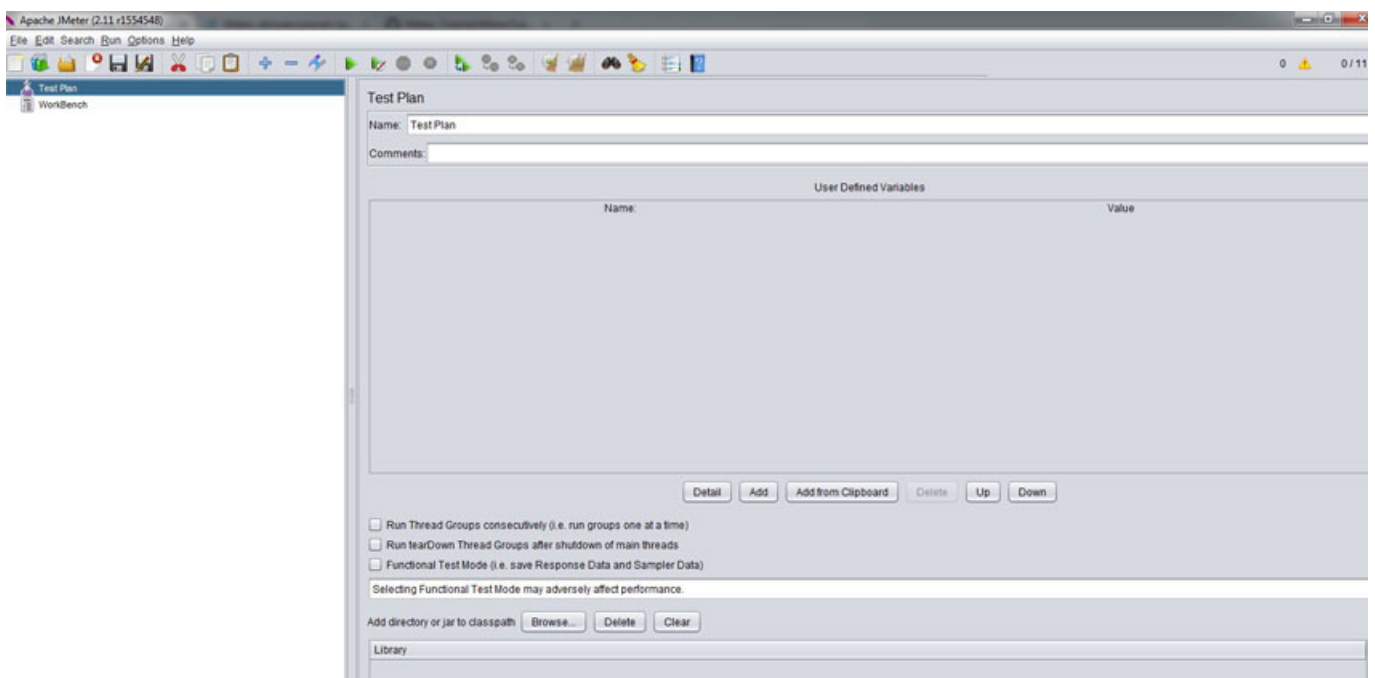 Apache JMeter (2.11 r1554548)
File Edit Search Run Options Help
0 0 / 11
Test Plan
WorkBench
Test Plan
Name: Test Plan
Comments:
User Defined Variables
Name: Value
Detail Add Add from Clipboard Delete Up Down
Run Thread Groups consecutively (i.e. run groups one at a time)
Run tearDown Thread Groups after shutdown of main threads
Functional Test Mode (i.e. save Response Data and Sampler Data)
Selecting Functional Test Mode may adversely affect performance.
Add directory or jar to classpath Browse... Delete Clear
Library